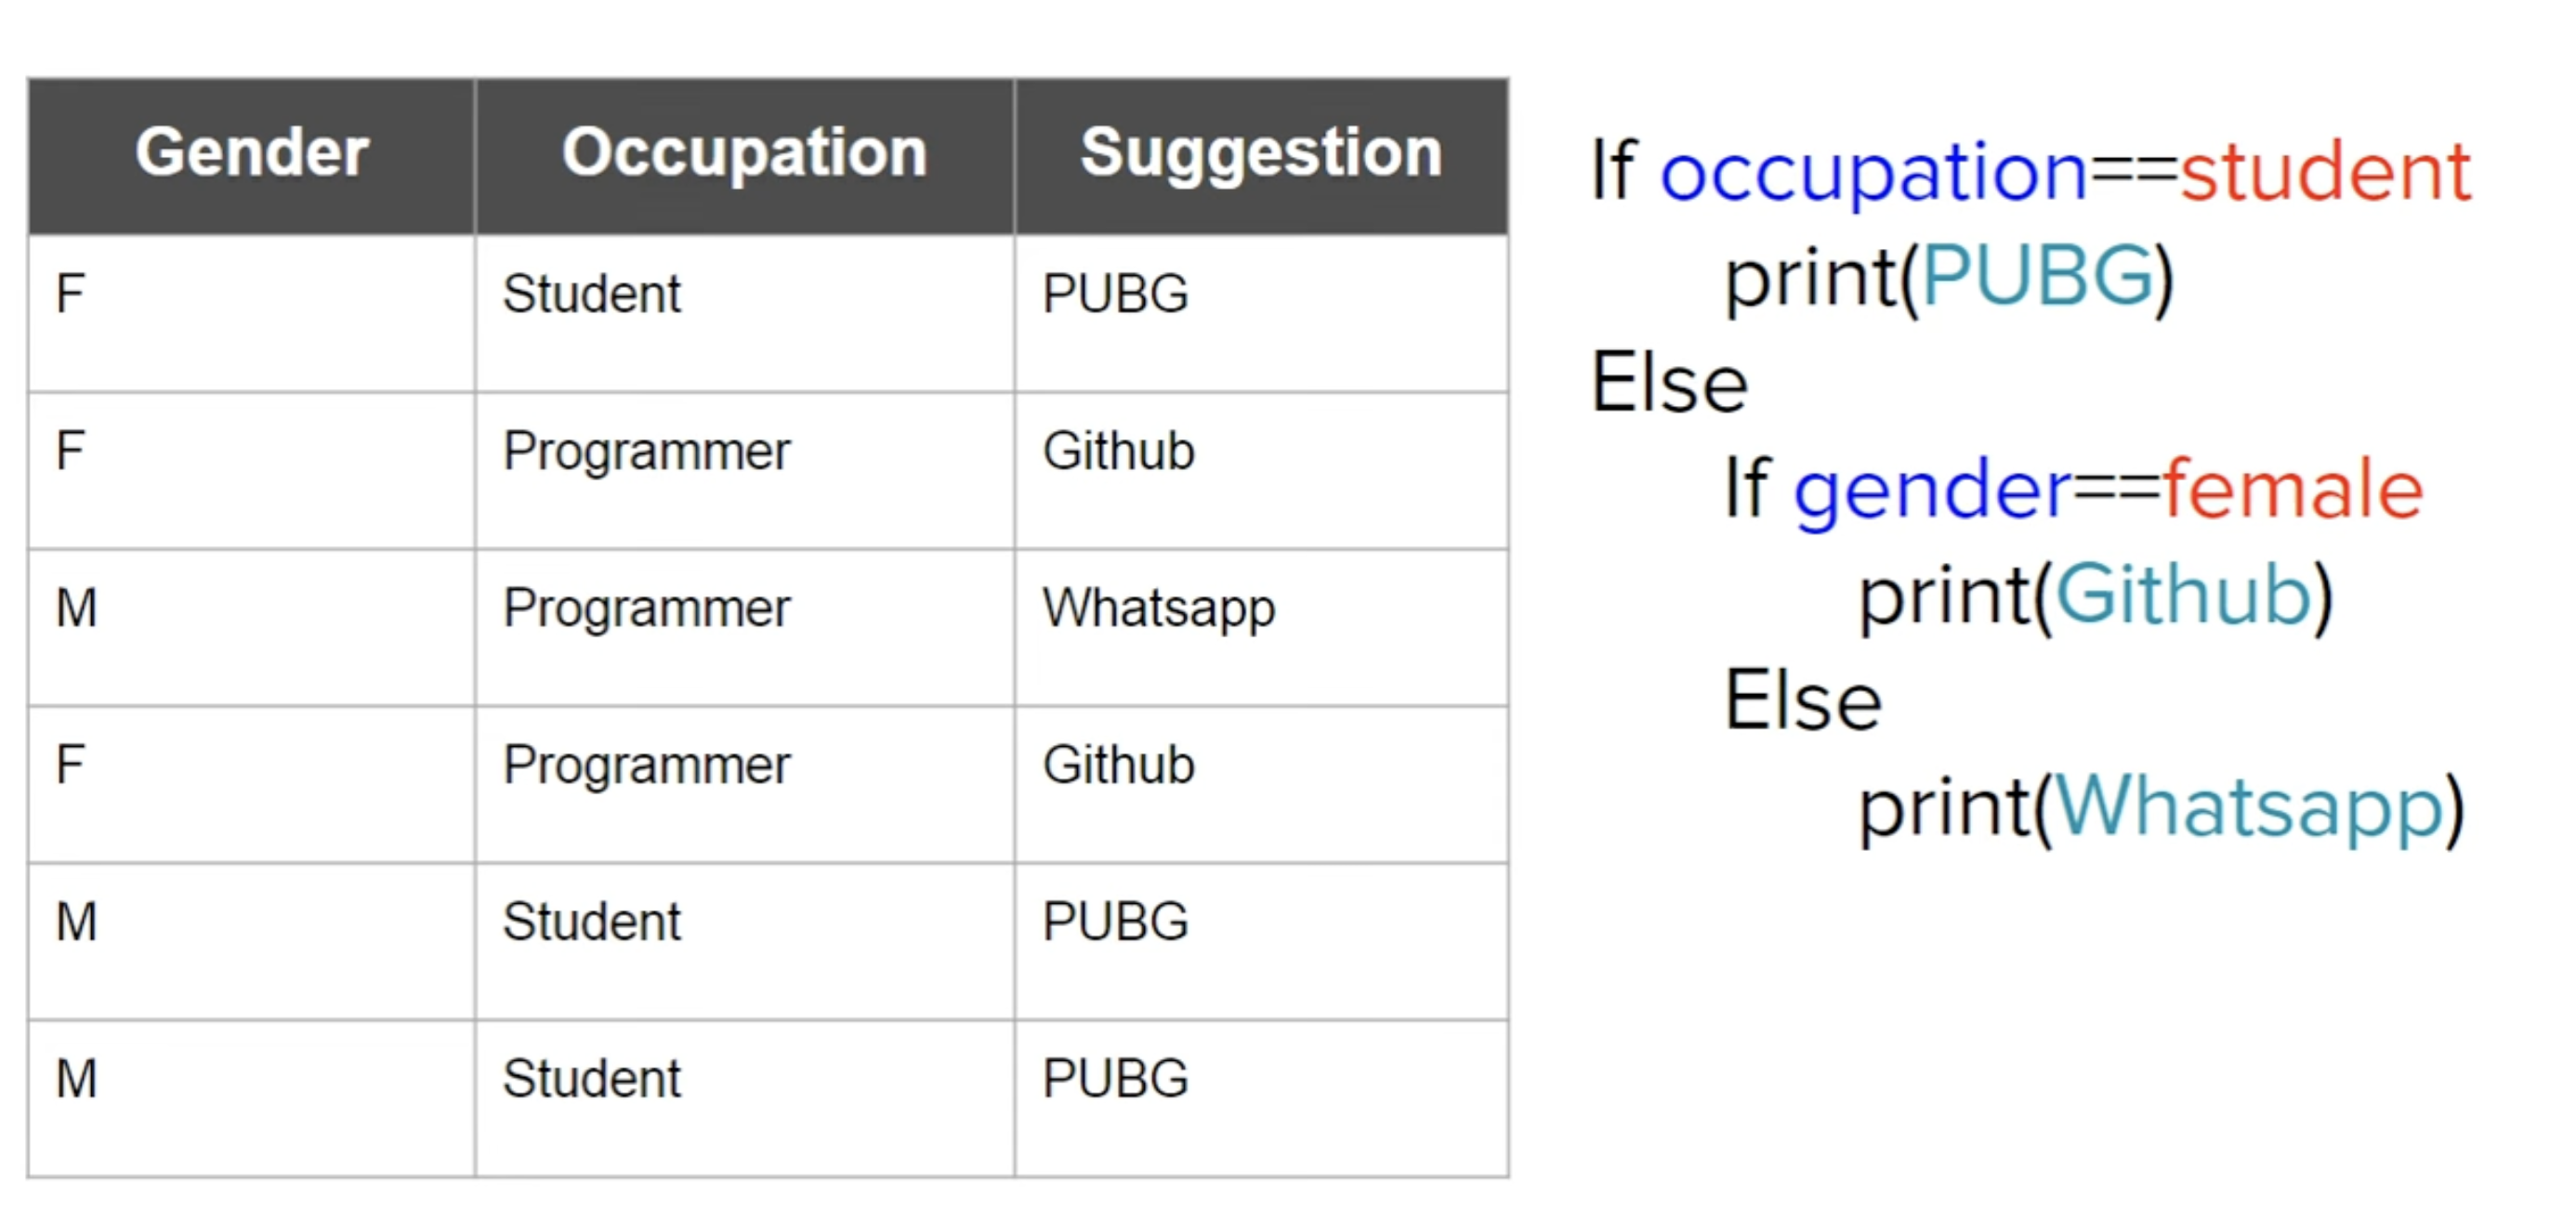 Gender Occupation Suggestion
F Student PUBG
F Programmer Github
M Programmer Whatsapp
F Programmer Github
M Student PUBG
M Student PUBG
If occupation==student
print(PUBG)
Else
If gender==female
print(Github)
Else
print(Whatsapp)